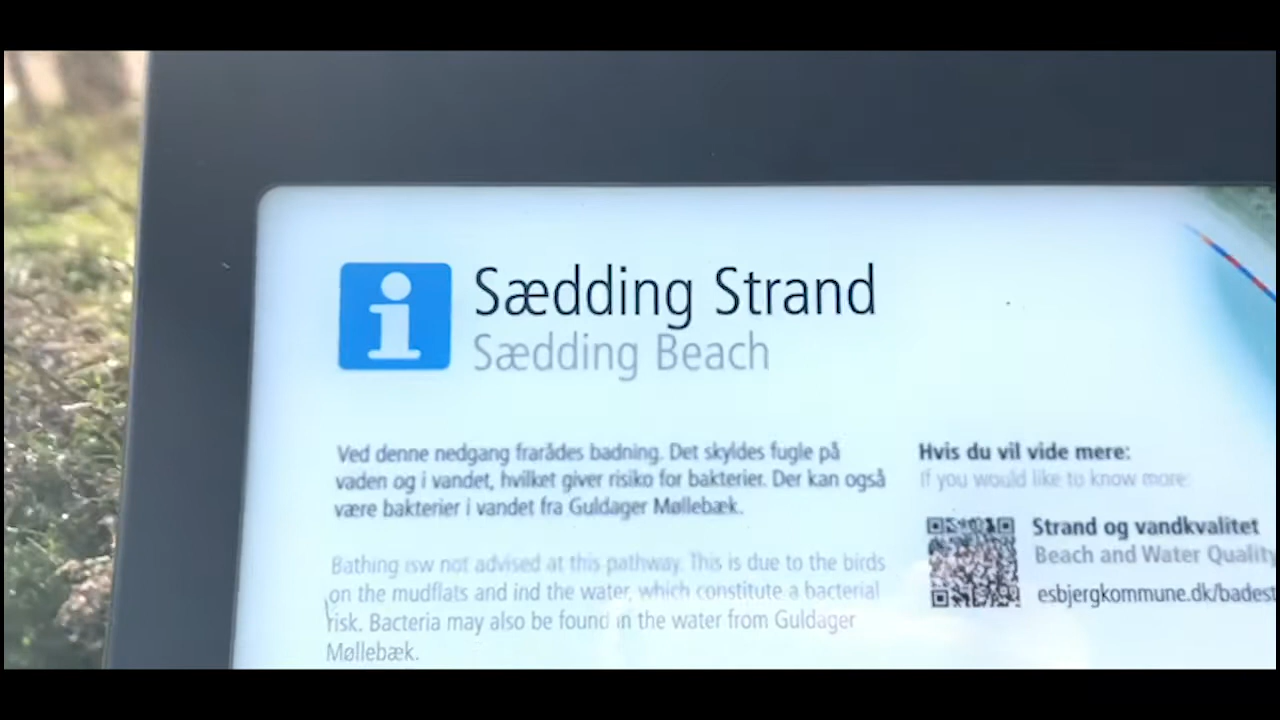 i
Sædding Strand
Sædding Beach
Ved denne nedgang frarådes badning. Det skyldes fugle på
vaden og i vandet, hvilket giver risiko for bakterier. Der kan også
være bakterier i vandet fra Guldager Møllebæk.
Bathing isw not advised at this pathway. This is due to the birds
on the mudflats and ind the water, which constitute a bacterial
risk. Bacteria may also be found in the water from Guldager
Møllebæk.
Hvis du vil vide mere:
If you would like to know more:
Strand og vandkvalitet
Beach and Water Quality
esbjergkommune.dk/badest